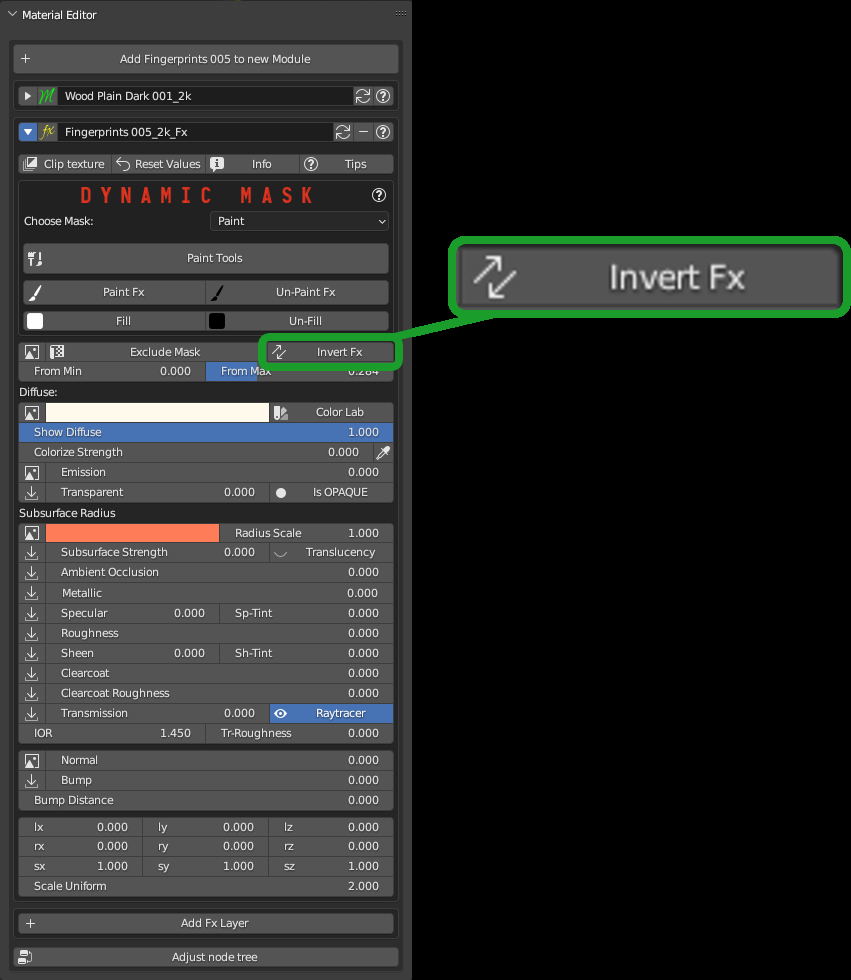 Material Editor
Add Fingerprints 005 to new Module
Wood Plain Dark 001_2k
Fingerprints 005_2k_Fx
Clip texture Reset Values Info Tips
DYNAMIC MASK
Choose Mask: Paint
Paint Tools
Paint Fx Un-Paint Fx
Fill Un-Fill
Exclude Mask Invert Fx
From Min 0.000 From Max 0.284
Invert Fx
Diffuse:
Color Lab
Show Diffuse 1.000
Colorize Strength 0.000
Emission 0.000
Transparent 0.000 Is OPAQUE
Subsurface Radius
Radius Scale 1.000
Subsurface Strength 0.000 Translucency
Ambient Occlusion 0.000
Metallic 0.000
Specular 0.000 Sp-Tint 0.000
Roughness 0.000
Sheen 0.000 Sh-Tint 0.000
Clearcoat 0.000
Clearcoat Roughness 0.000
Transmission 0.000 Raytracer
IOR 1.450 Tr-Roughness 0.000
Normal 0.000
Bump 0.000
Bump Distance 0.000
lx 0.000 ly 0.000 lz 0.000
rx 0.000 ry 0.000 rz 0.000
sx 1.000 sy 1.000 sz 1.000
Scale Uniform 2.000
Add Fx Layer
Adjust node tree